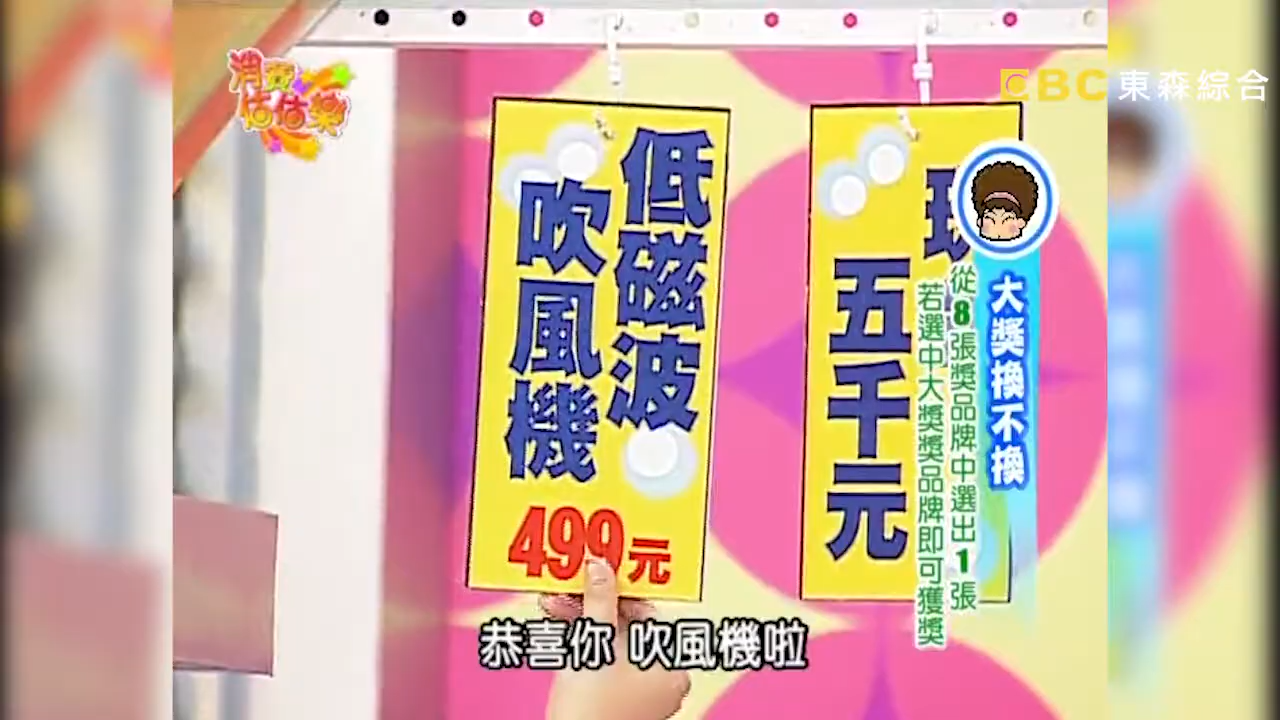 消費
估估樂
EBC 東森綜合
低磁波
吹風機
499元
現
五千元
大獎換不換
從8張獎品牌中選出1張
若選中大獎獎品牌即可獲獎
恭喜你 吹風機啦